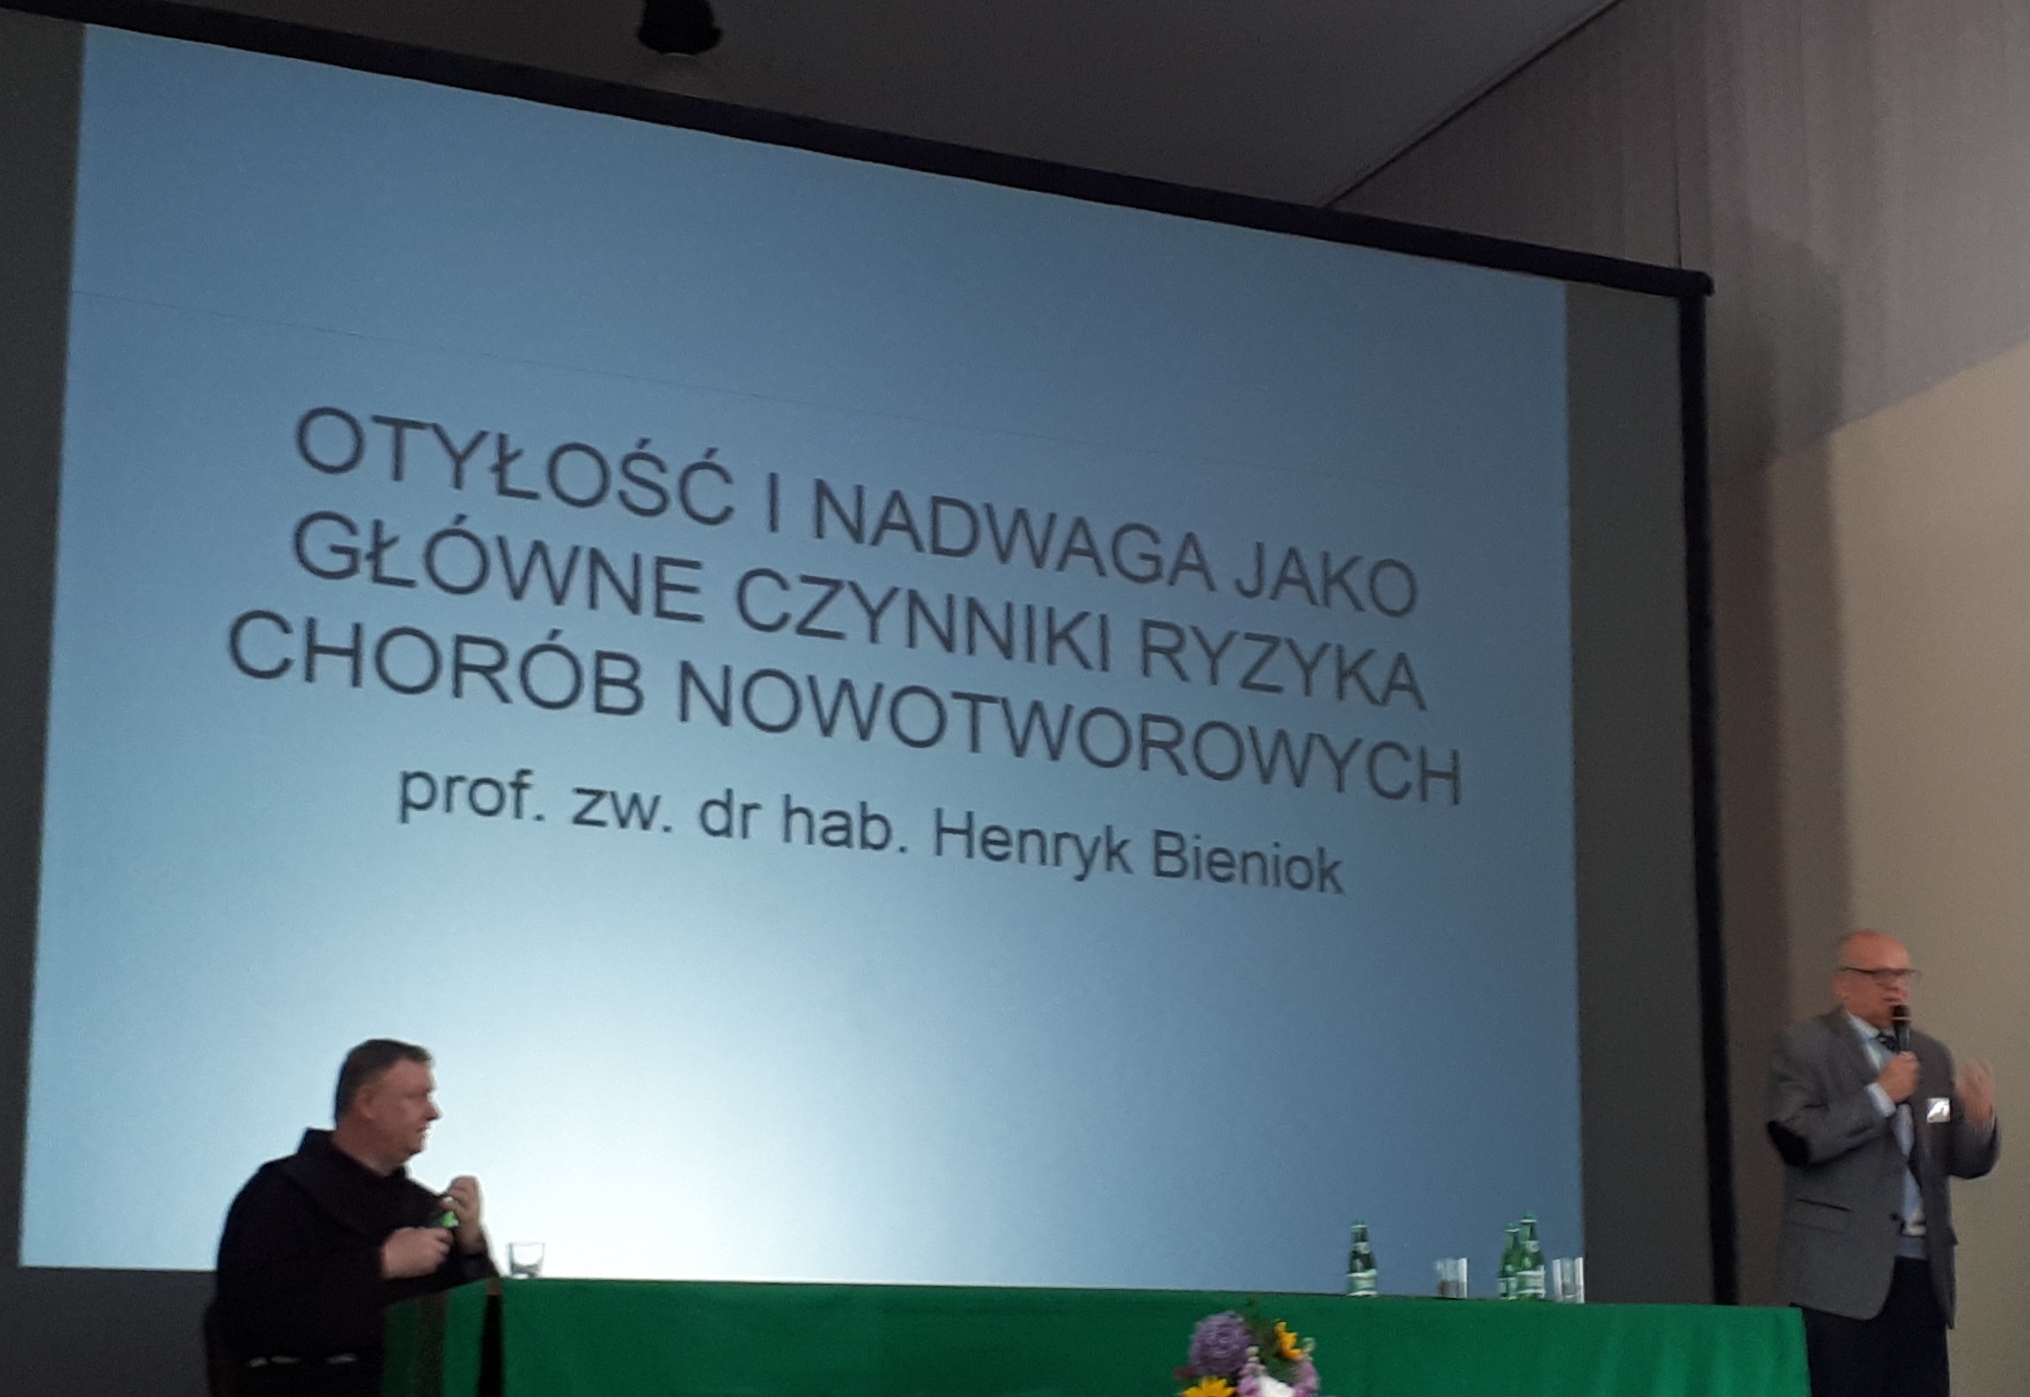 OTYŁOŚĆ I NADWAGA JAKO
GŁÓWNE CZYNNIKI RYZYKA
CHORÓB NOWOTWOROWYCH
prof. zw. dr hab. Henryk Bieniok